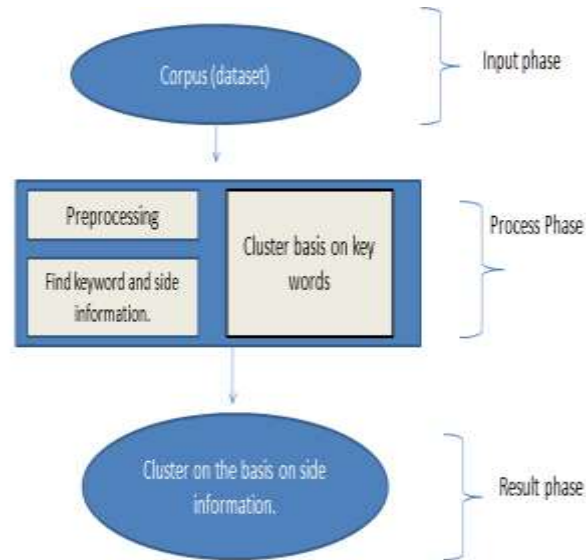 Corpus (dataset)
Input phase
Preprocessing
Find keyword and side
information.
Cluster basis on key
words
Process Phase
Cluster on the basis on side
information.
Result phase